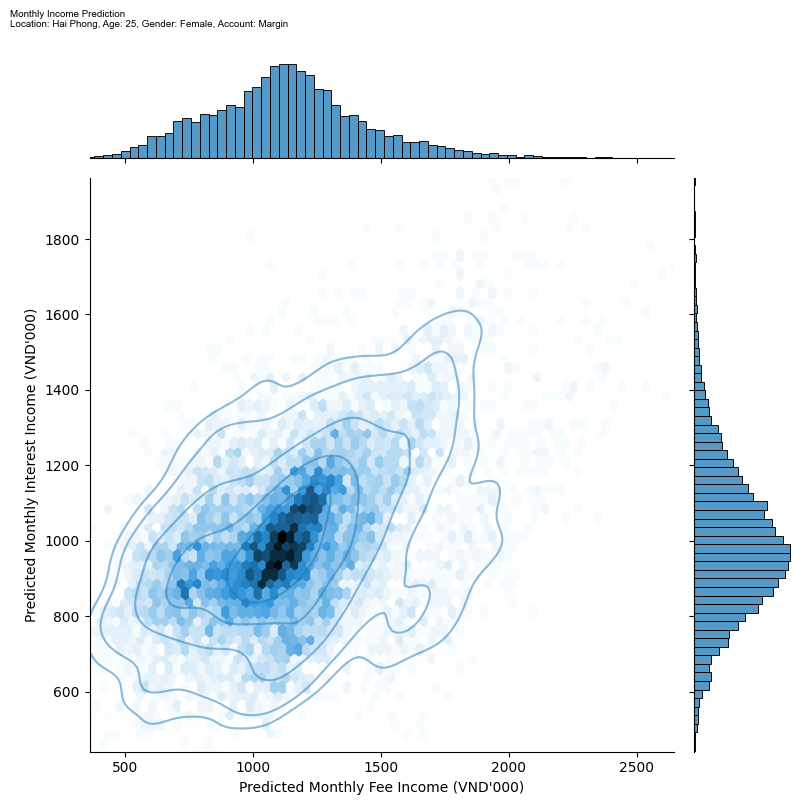 Monthly Income Prediction
Location: Hai Phong, Age: 25, Gender: Female, Account: Margin
1800
1600
1400
1200
1000
800
600
Predicted Monthly Interest Income (VND'000)
500 1000 1500 2000 2500
Predicted Monthly Fee Income (VND'000)